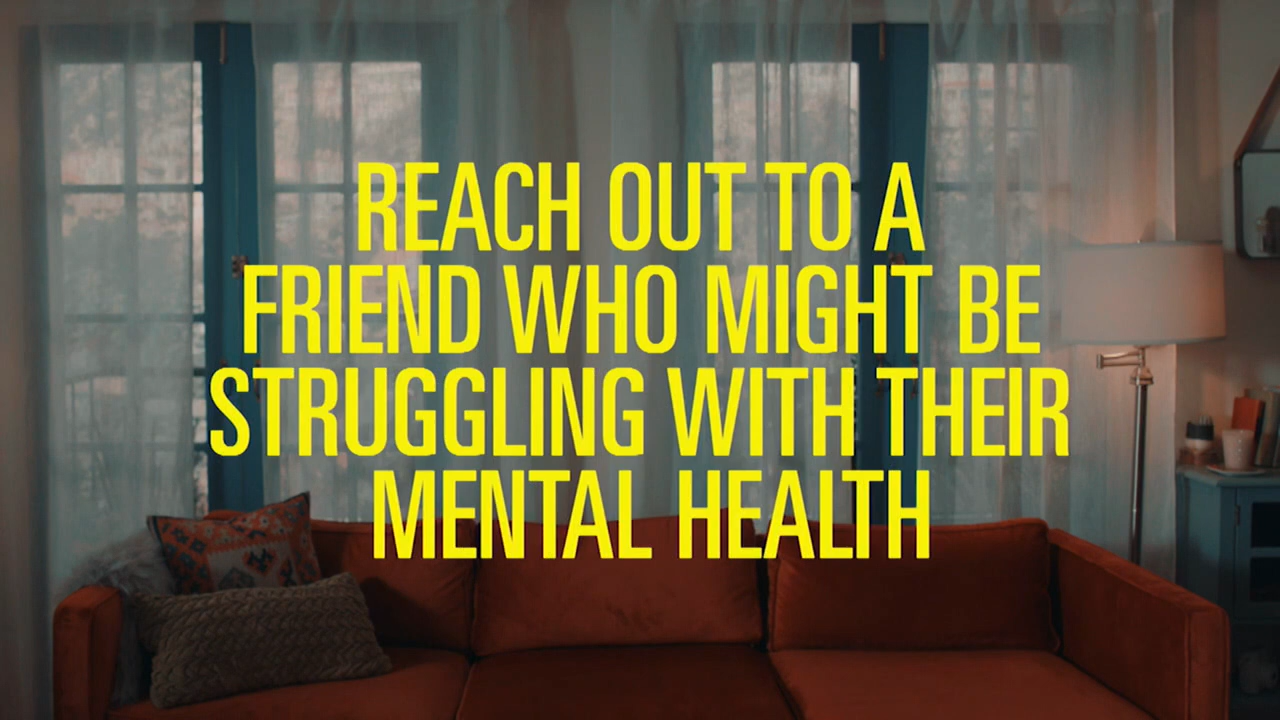 REACH OUT TO A
FRIEND WHO MIGHT BE
STRUGGLING WITH THEIR
MENTAL HEALTH